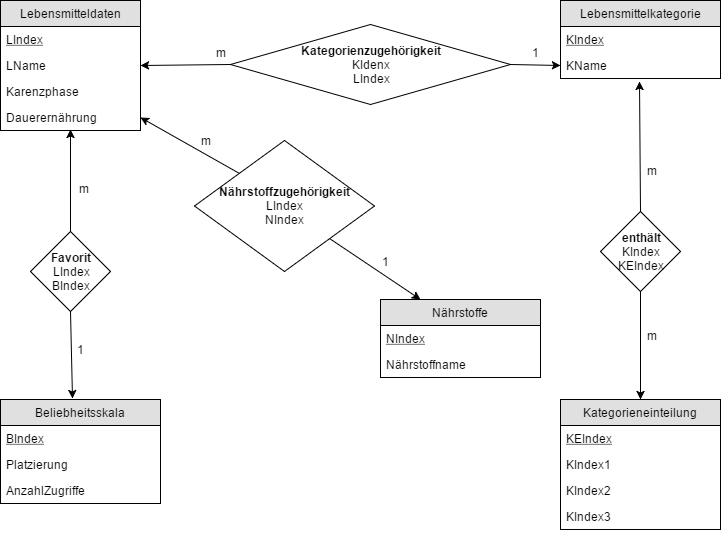 Lebensmitteldaten
LIndex
LName
Karenzphase
Dauerernährung
m
Kategorienzugehörigkeit
KIdenx
LIndex
1
Lebensmittelkategorie
KIndex
KName
m
Nährstoffzugehörigkeit
LIndex
NIndex
1
Nährstoffe
NIndex
Nährstoffname
m
Favorit
LIndex
BIndex
1
Beliebheitsskala
BIndex
Platzierung
AnzahlZugriffe
m
enthält
KIndex
KEIndex
m
Kategorieneinteilung
KEIndex
KIndex1
KIndex2
KIndex3